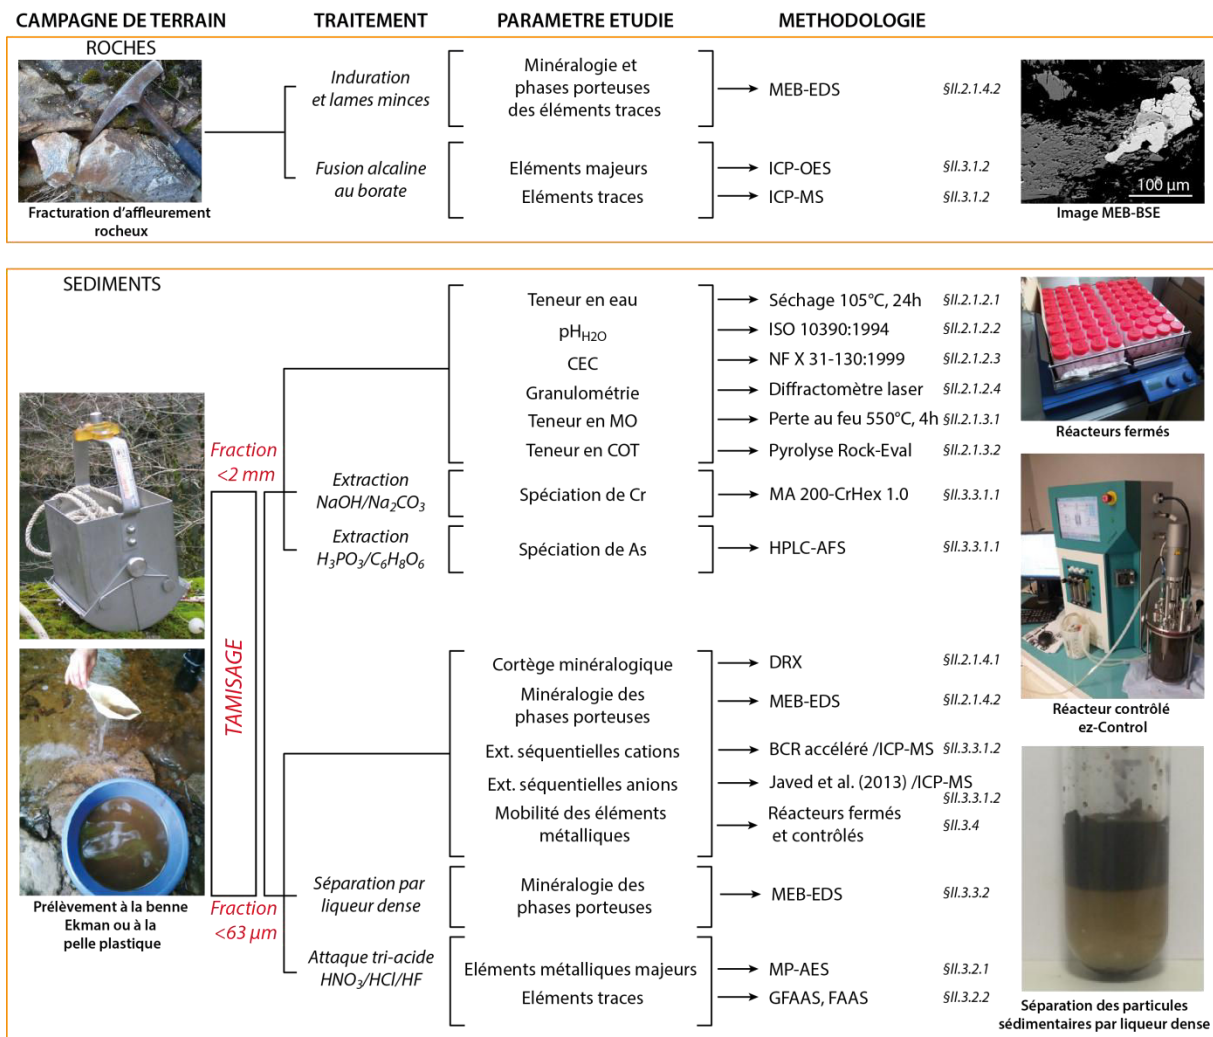 CAMPAGNE DE TERRAIN TRAITEMENT PARAMETRE ETUDIE METHODOLOGIE
ROCHES
Induration
et lames minces
Minéralogie et
phases porteuses
des éléments traces
MEB-EDS §II.2.1.4.2
Fusion alcaline
au borate
Eléments majeurs ICP-OES §II.3.1.2
Eléments traces ICP-MS §II.3.1.2
100 µm
Fracturation d'affleurement
rocheux
Image MEB-BSE
SEDIMENTS
Teneur en eau Séchage 105°C, 24h §II.2.1.2.1
pH_H2O ISO 10390:1994 §II.2.1.2.2
CEC NF X 31-130:1999 §II.2.1.2.3
Granulométrie Diffractomètre laser §II.2.1.2.4
Teneur en MO Perte au feu 550°C, 4h §II.2.1.3.1
Teneur en COT Pyrolyse Rock-Eval §II.2.1.3.2
Réacteurs fermés
Fraction
<2 mm
Extraction
NaOH/Na₂CO₃
Spéciation de Cr MA 200-CrHex 1.0 §II.3.3.1.1
Extraction
H₃PO₃/C₆H₈O₆
Spéciation de As HPLC-AFS §II.3.3.1.1
TAMISAGE
Cortège minéralogique DRX §II.2.1.4.1
Minéralogie des
phases porteuses
MEB-EDS §II.2.1.4.2
Réacteur contrôlé
ez-Control
Ext. séquentielles cations BCR accéléré /ICP-MS §II.3.3.1.2
Ext. séquentielles anions Javed et al. (2013) /ICP-MS
§II.3.3.1.2
Mobilité des éléments
métalliques
Réacteurs fermés
et contrôlés
§II.3.4
Prélèvement à la benne
Ekman ou à la
pelle plastique
Fraction
<63 µm
Séparation par
liqueur dense
Minéralogie des
phases porteuses
MEB-EDS §II.3.3.2
Attaque tri-acide
HNO₃/HCl/HF
Eléments métalliques majeurs MP-AES §II.3.2.1
Eléments traces GFAAS, FAAS §II.3.2.2
Séparation des particules
sédimentaires par liqueur dense